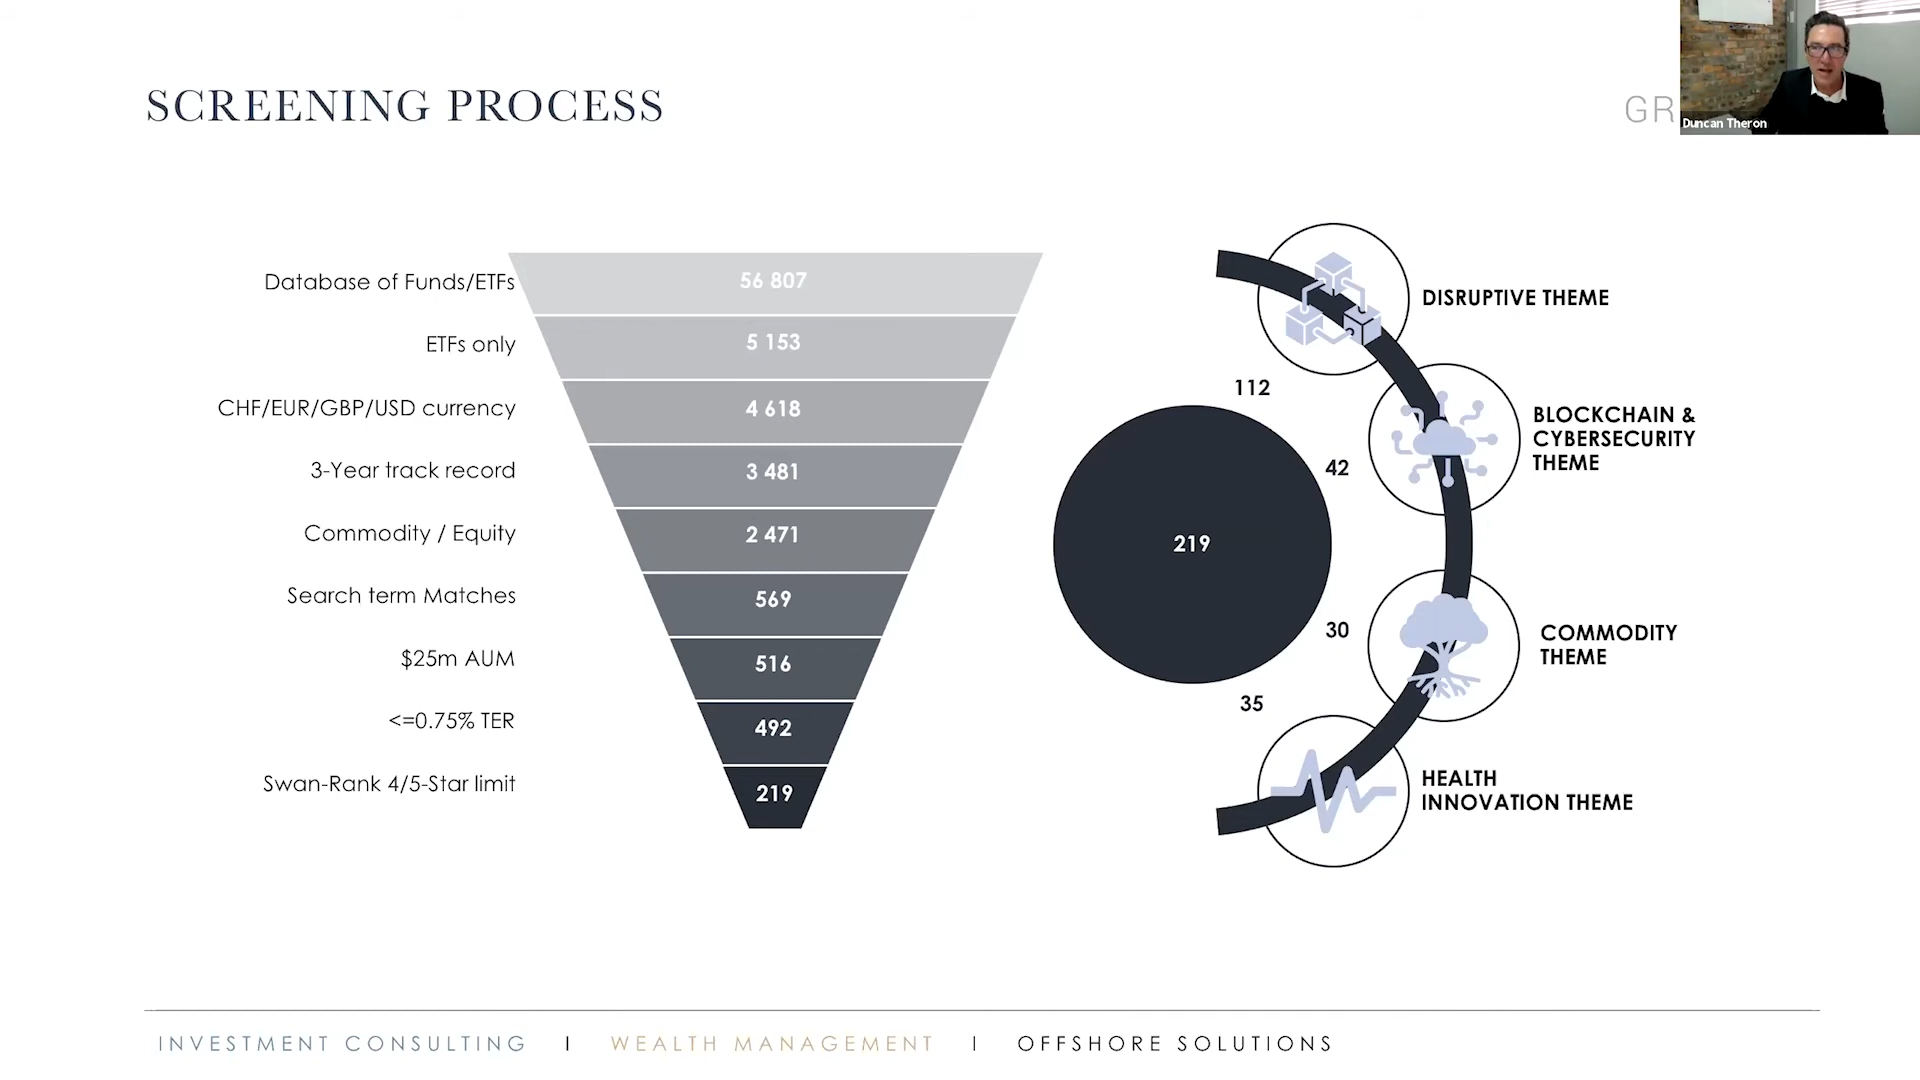 SCREENING PROCESS
GR
Duncan Theron
Database of Funds/ETFs 56 807
ETFs only 5 153
CHF/EUR/GBP/USD currency 4 618
3-Year track record 3 481
Commodity / Equity 2 471
Search term Matches 569
$25m AUM 516
<=0.75% TER 492
Swan-Rank 4/5-Star limit 219
219
112
DISRUPTIVE THEME
42
BLOCKCHAIN &
CYBERSECURITY
THEME
30
COMMODITY
THEME
35
HEALTH
INNOVATION THEME
INVESTMENT CONSULTING I WEALTH MANAGEMENT I OFFSHORE SOLUTIONS